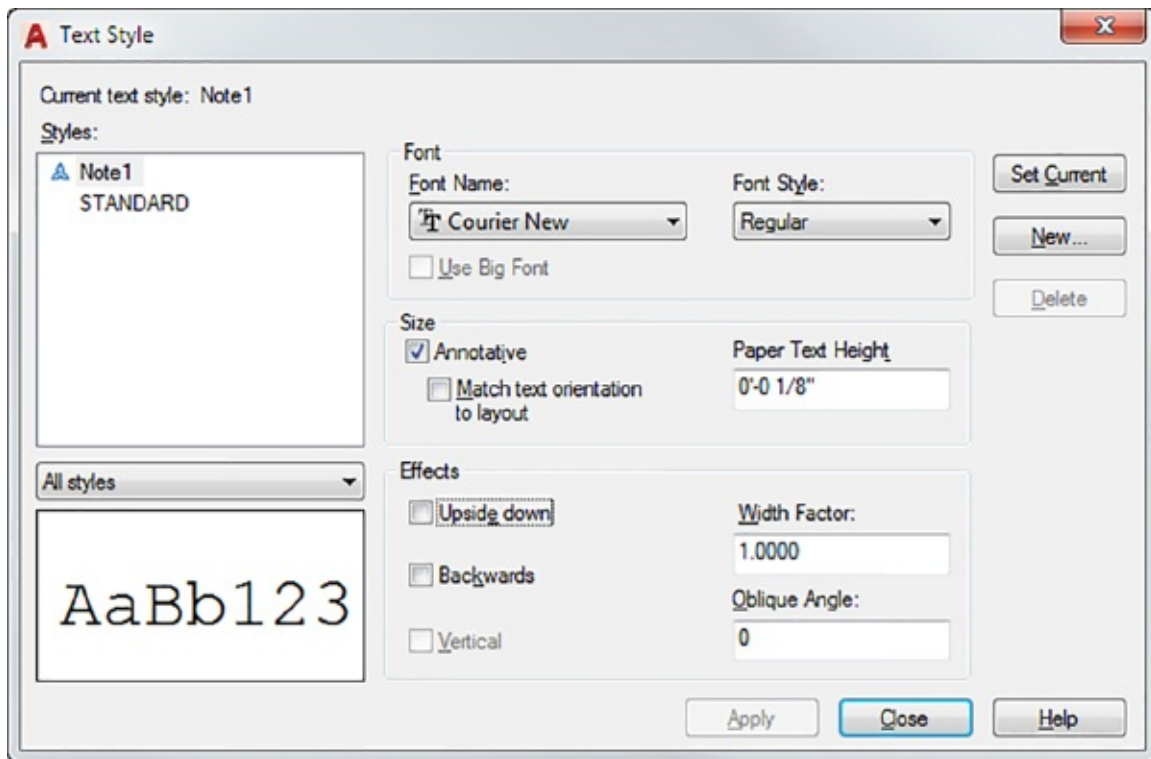 Text Style
Current text style: Note1
Styles:
Note1
STANDARD
All styles
AaBb123
Font
Font Name:
Courier New
Use Big Font
Font Style:
Regular
Size
Annotative
Match text orientation
to layout
Paper Text Height
0'-0 1/8"
Effects
Upside down
Backwards
Vertical
Width Factor:
1.0000
Oblique Angle:
0
Set Current
New...
Delete
Apply
Close
Help